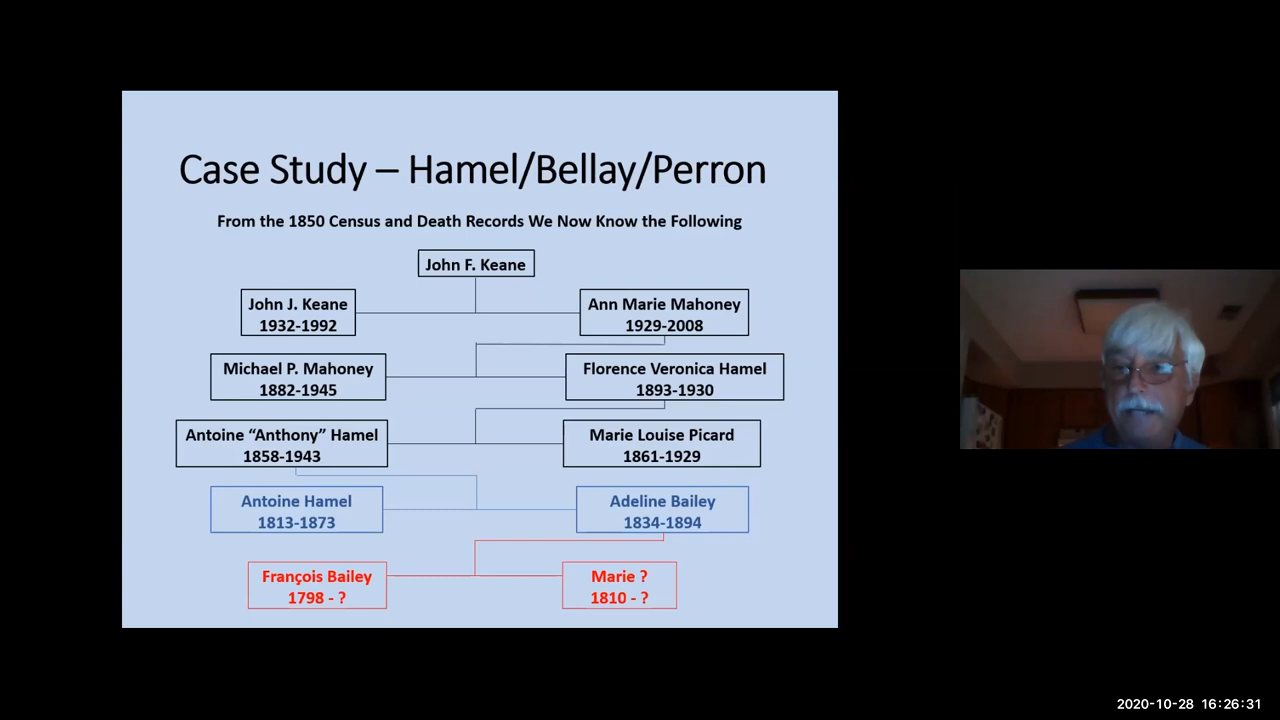 Case Study – Hamel/Bellay/Perron
From the 1850 Census and Death Records We Now Know the Following
John F. Keane
John J. Keane
1932-1992
Ann Marie Mahoney
1929-2008
Michael P. Mahoney
1882-1945
Florence Veronica Hamel
1893-1930
Antoine “Anthony” Hamel
1858-1943
Marie Louise Picard
1861-1929
Antoine Hamel
1813-1873
Adeline Bailey
1834-1894
François Bailey
1798 - ?
Marie ?
1810 - ?
2020-10-28 16:26:31